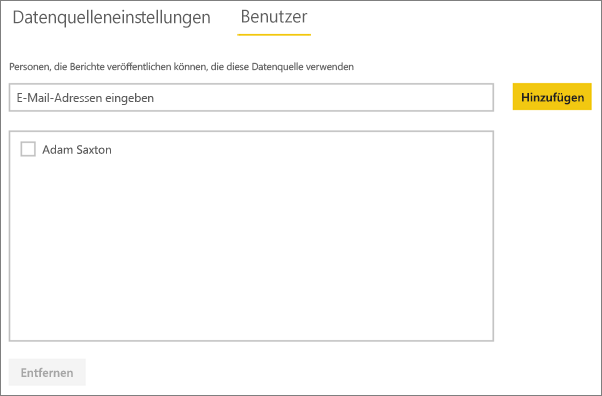 Datenquelleneinstellungen Benutzer
Personen, die Berichte veröffentlichen können, die diese Datenquelle verwenden
E-Mail-Adressen eingeben Hinzufügen
Adam Saxton
Entfernen